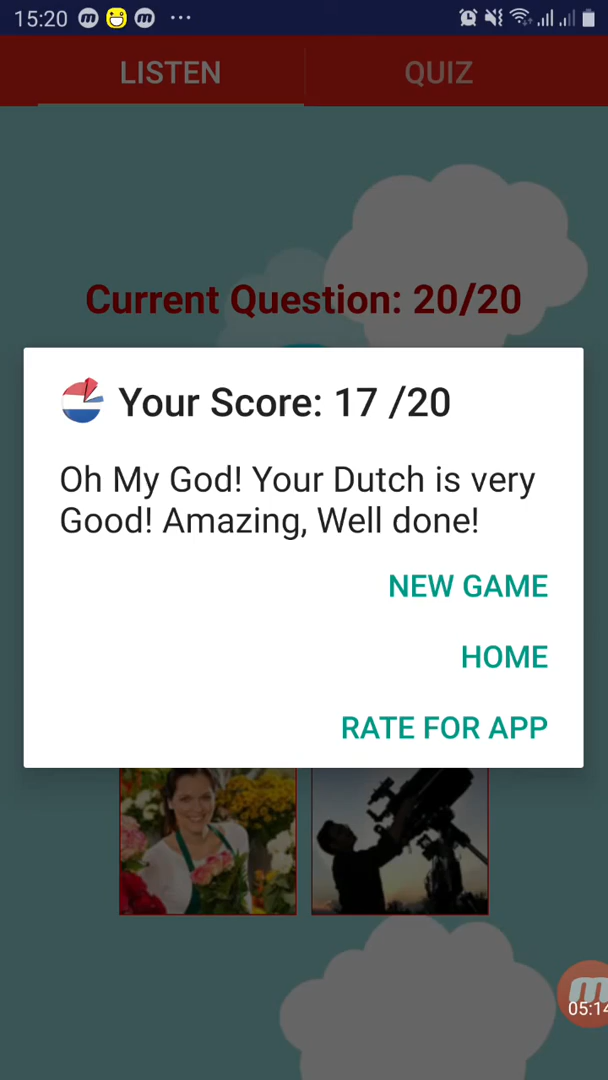 15:20
LISTEN
QUIZ
Current Question: 20/20
Your Score: 17 /20
Oh My God! Your Dutch is very
Good! Amazing, Well done!
NEW GAME
HOME
RATE FOR APP
05:14